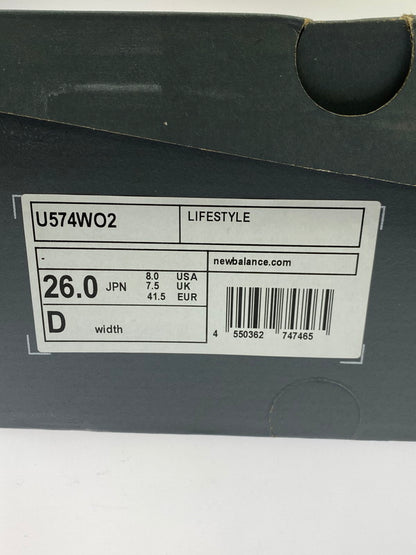 U574WO2
LIFESTYLE
-
newbalance.com
26.0 JPN
8.0 USA
7.5 UK
41.5 EUR
D width
4 550362 747465